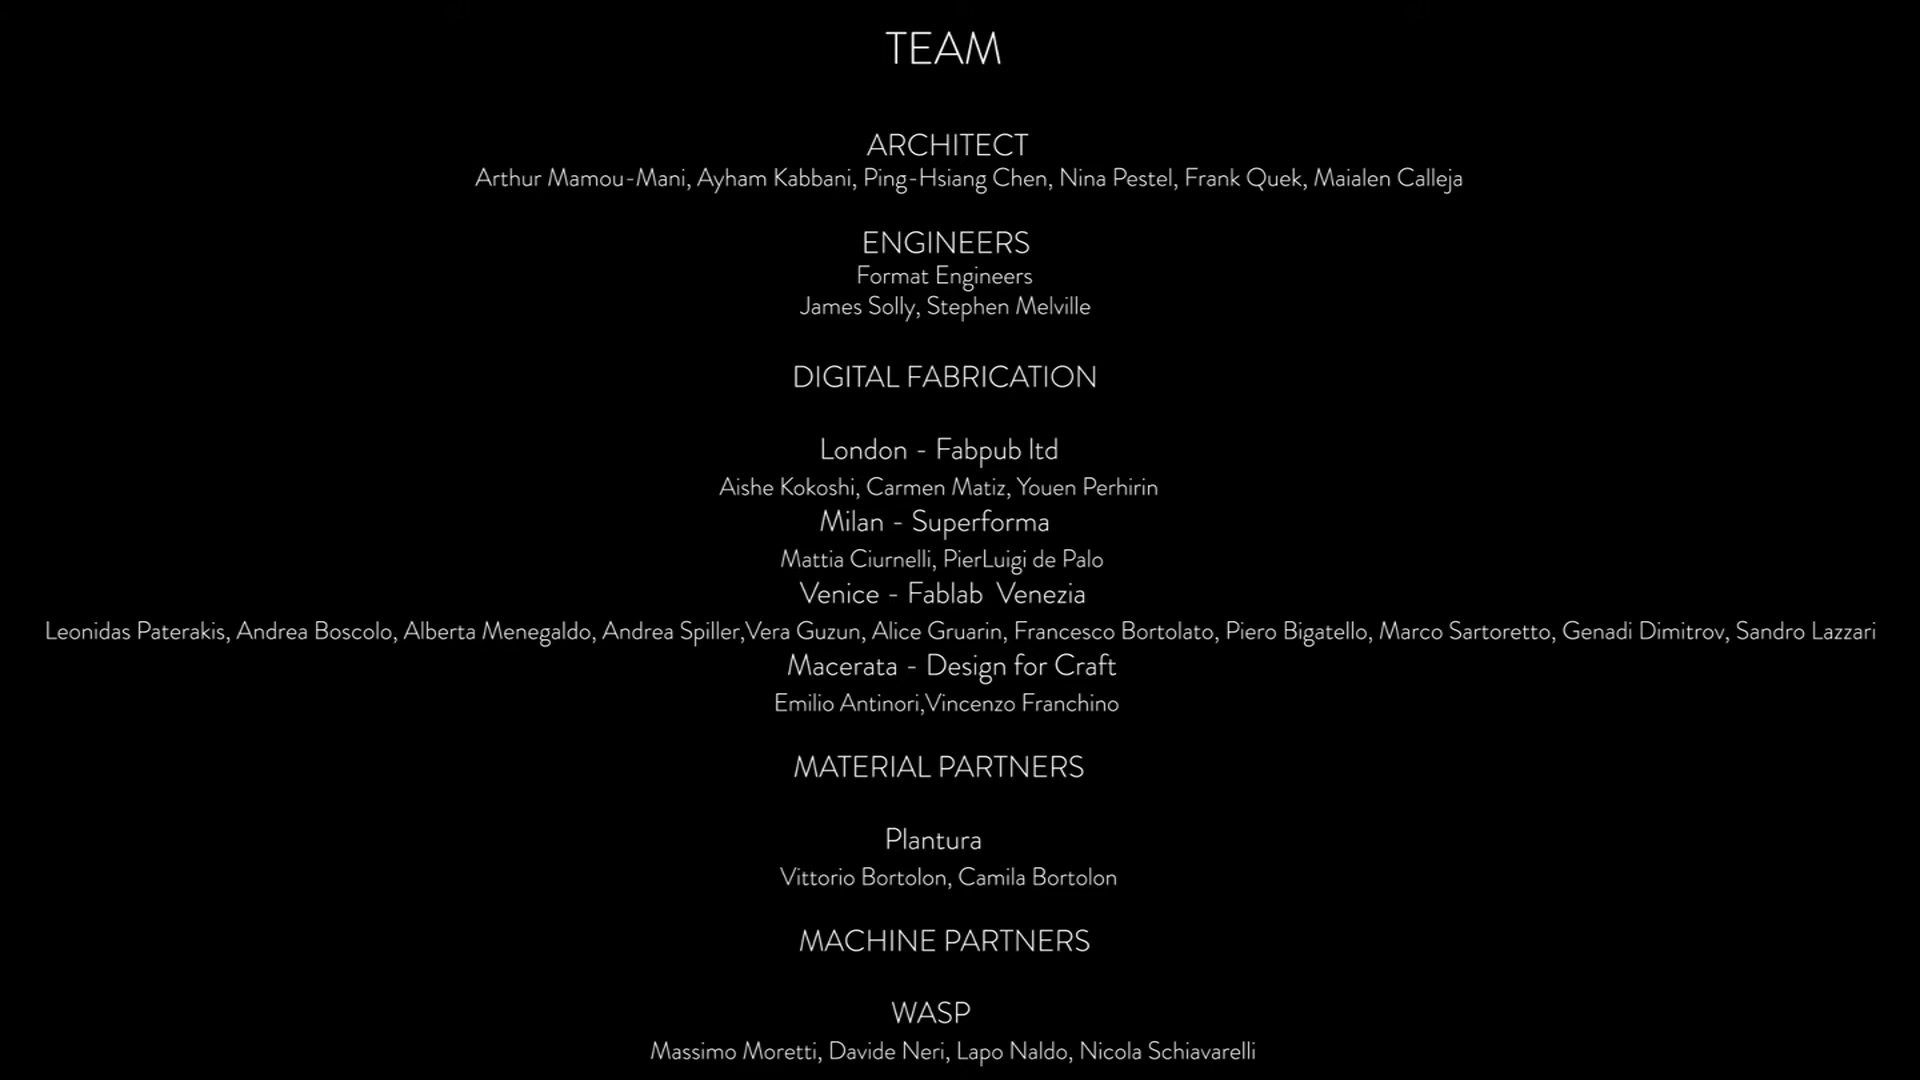 TEAM
ARCHITECT
Arthur Mamou-Mani, Ayham Kabbani, Ping-Hsiang Chen, Nina Pestel, Frank Quek, Maialen Calleja
ENGINEERS
Format Engineers
James Solly, Stephen Melville
DIGITAL FABRICATION
London - Fabpub ltd
Aishe Kokoshi, Carmen Matiz, Youen Perhirin
Milan - Superforma
Mattia Ciurnelli, PierLuigi de Palo
Venice - Fablab  Venezia
Leonidas Paterakis, Andrea Boscolo, Alberta Menegaldo, Andrea Spiller,Vera Guzun, Alice Gruarin, Francesco Bortolato, Piero Bigatello, Marco Sartoretto, Genadi Dimitrov, Sandro Lazzari
Macerata - Design for Craft
Emilio Antinori,Vincenzo Franchino
MATERIAL PARTNERS
Plantura
Vittorio Bortolon, Camila Bortolon
MACHINE PARTNERS
WASP
Massimo Moretti, Davide Neri, Lapo Naldo, Nicola Schiavarelli